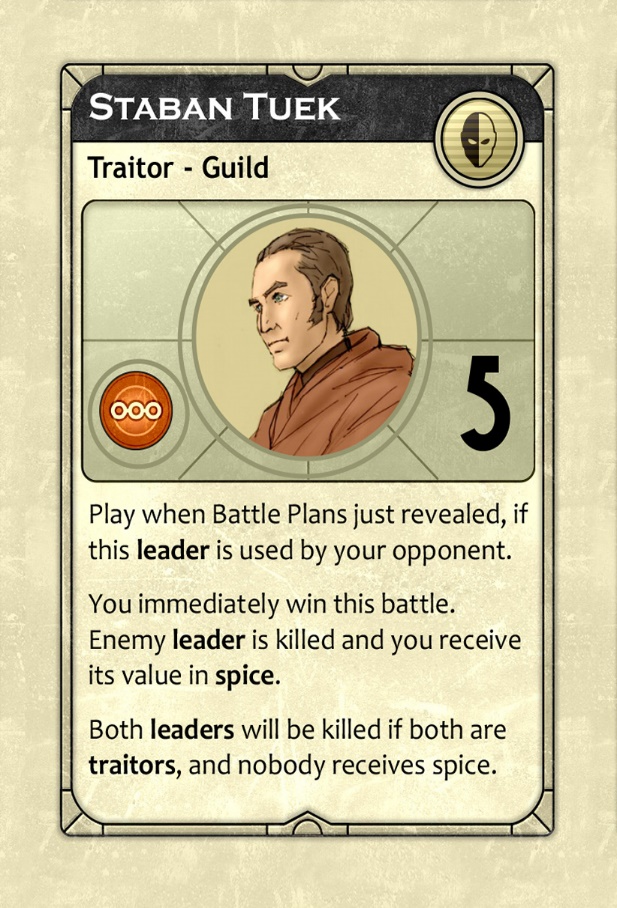 Staban Tuek
Traitor - Guild
5
Play when Battle Plans just revealed, if
this leader is used by your opponent.
You immediately win this battle.
Enemy leader is killed and you receive
its value in spice.
Both leaders will be killed if both are
traitors, and nobody receives spice.